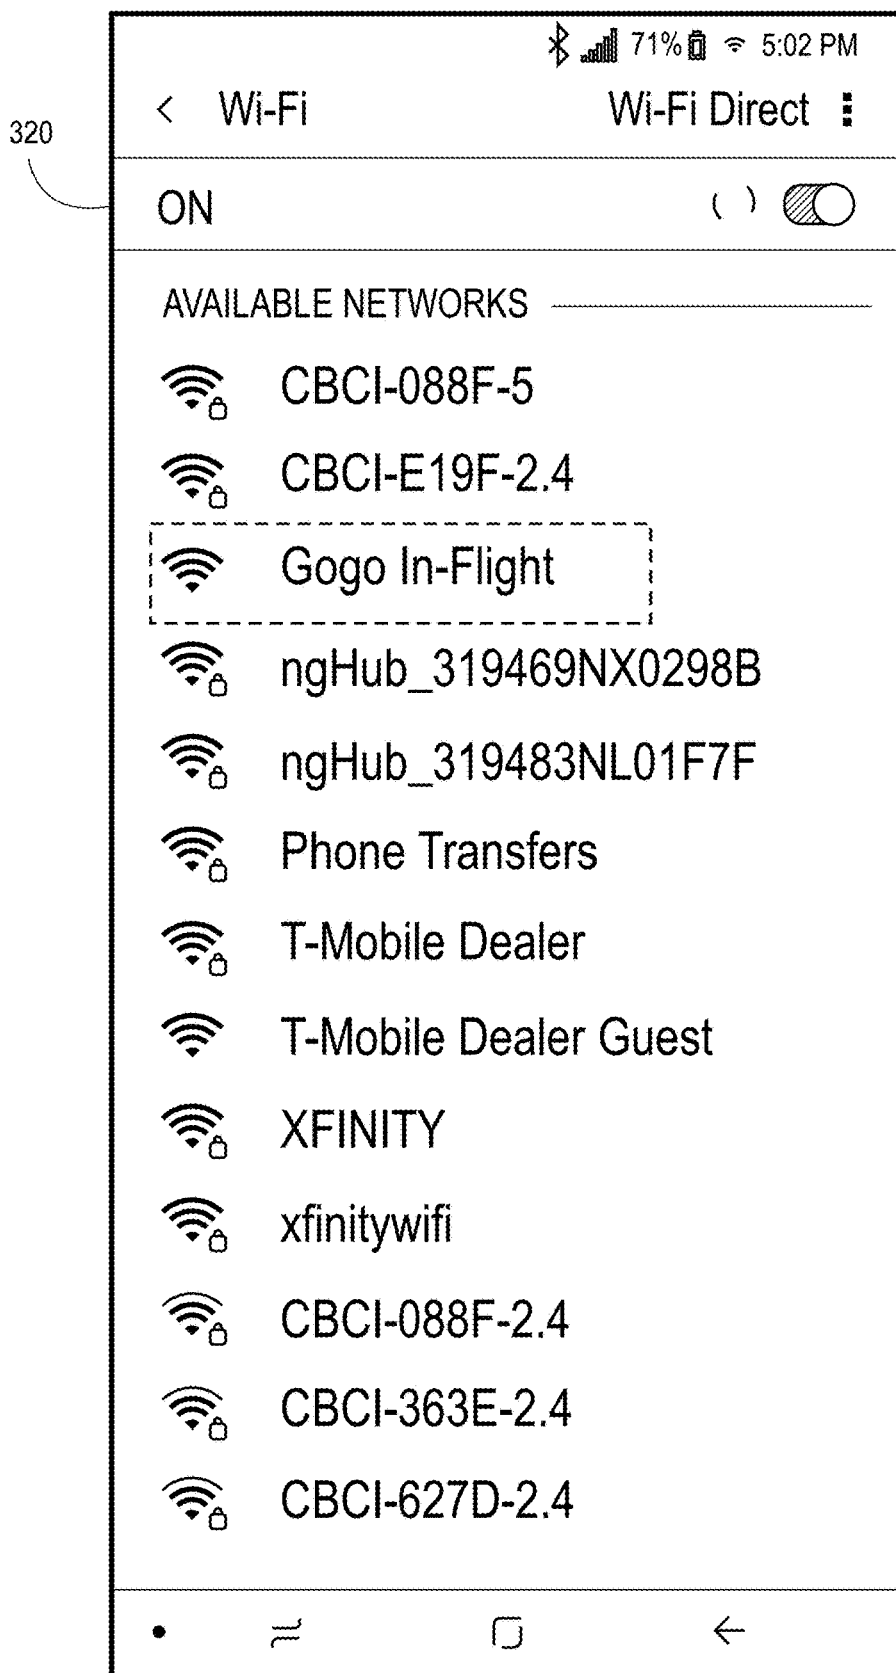 71% 5:02 PM
< Wi-Fi Wi-Fi Direct
320
ON
AVAILABLE NETWORKS
CBCI-088F-5
CBCI-E19F-2.4
Gogo In-Flight
ngHub_319469NX0298B
ngHub_319483NL01F7F
Phone Transfers
T-Mobile Dealer
T-Mobile Dealer Guest
XFINITY
xfinitywifi
CBCI-088F-2.4
CBCI-363E-2.4
CBCI-627D-2.4